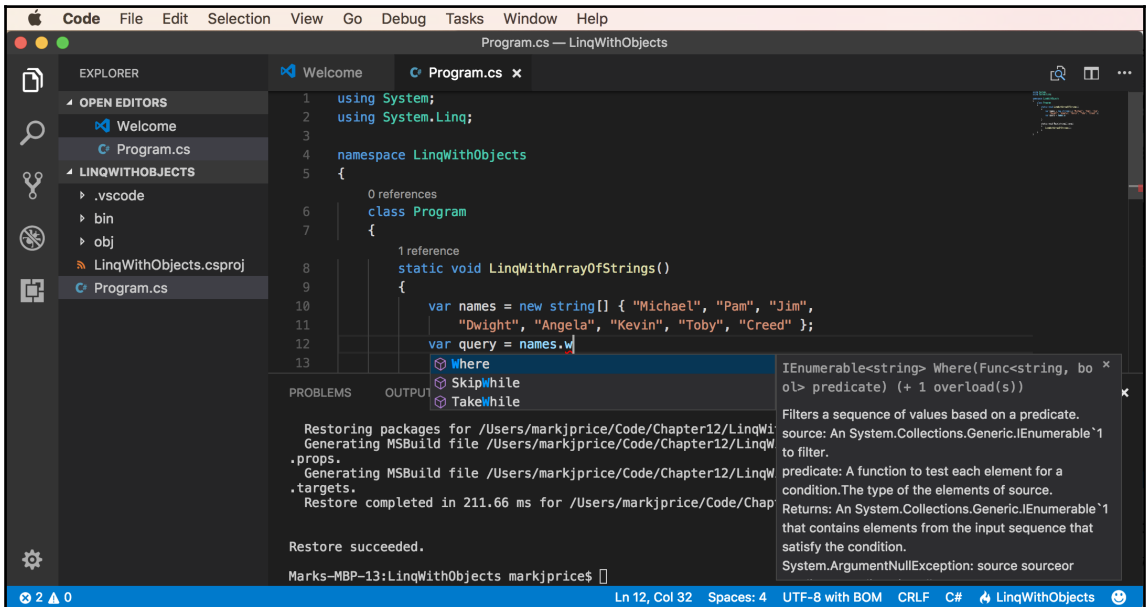 Code File Edit Selection View Go Debug Tasks Window Help
Program.cs — LinqWithObjects
EXPLORER
OPEN EDITORS
Welcome
Program.cs
LINQWITHOBJECTS
.vscode
bin
obj
LinqWithObjects.csproj
Program.cs
Welcome Program.cs
1 using System;
2 using System.Linq;
3
4 namespace LinqWithObjects
5 {
0 references
6 class Program
7 {
1 reference
8 static void LinqWithArrayOfStrings()
9 {
10 var names = new string[] { "Michael", "Pam", "Jim",
11 "Dwight", "Angela", "Kevin", "Toby", "Creed" };
12 var query = names.w
13
Where
SkipWhile
TakeWhile
IEnumerable<string> Where(Func<string, bo
ol> predicate) (+ 1 overload(s))
Filters a sequence of values based on a predicate.
source: An System.Collections.Generic.IEnumerable`1
to filter.
predicate: A function to test each element for a
condition.The type of the elements of source.
Returns: An System.Collections.Generic.IEnumerable`1
that contains elements from the input sequence that
satisfy the condition.
System.ArgumentNullException: source sourceor
PROBLEMS OUTPU
Restoring packages for /Users/markjprice/Code/Chapter12/LinqWi
Generating MSBuild file /Users/markjprice/Code/Chapter12/LinqW
.props.
Generating MSBuild file /Users/markjprice/Code/Chapter12/LinqW
.targets.
Restore completed in 211.66 ms for /Users/markjprice/Code/Chap
Restore succeeded.
Marks-MBP-13:LinqWithObjects markjprice$
2 0 Ln 12, Col 32 Spaces: 4 UTF-8 with BOM CRLF C# LinqWithObjects